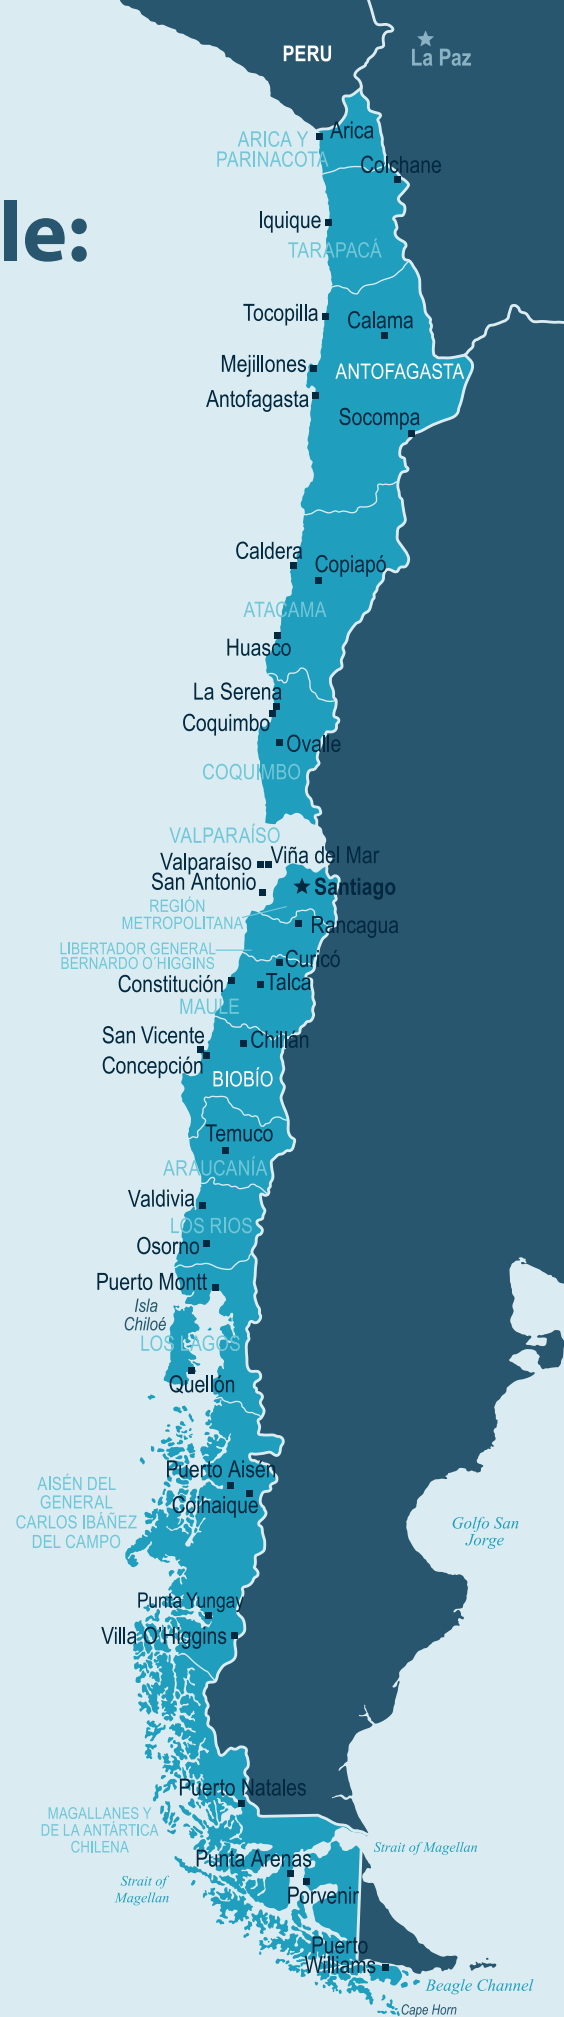 PERU
La Paz
ARICA Y
PARINACOTA
Arica
Colchane
le:
Iquique
TARAPACÁ
Tocopilla
Calama
Mejillones
ANTOFAGASTA
Antofagasta
Socompa
Caldera
Copiapó
ATACAMA
Huasco
La Serena
Coquimbo
Ovalle
COQUIMBO
VALPARAÍSO
Valparaíso
Viña del Mar
San Antonio
Santiago
REGIÓN
METROPOLITANA
Rancagua
LIBERTADOR GENERAL
BERNARDO O'HIGGINS
Curicó
Constitución
Talca
MAULE
San Vicente
Chillán
Concepción
BIOBÍO
Temuco
ARAUCANÍA
Valdivia
LOS RIOS
Osorno
Puerto Montt
Isla
Chiloé
LOS LAGOS
Quellón
Puerto Aisén
AISÉN DEL
GENERAL
CARLOS IBÁÑEZ
DEL CAMPO
Coihaique
Golfo San
Jorge
Punta Yungay
Villa O'Higgins
Puerto Natales
MAGALLANES Y
DE LA ANTÁRTICA
CHILENA
Strait of Magellan
Punta Arenas
Strait of
Magellan
Porvenir
Puerto
Williams
Beagle Channel
Cape Horn